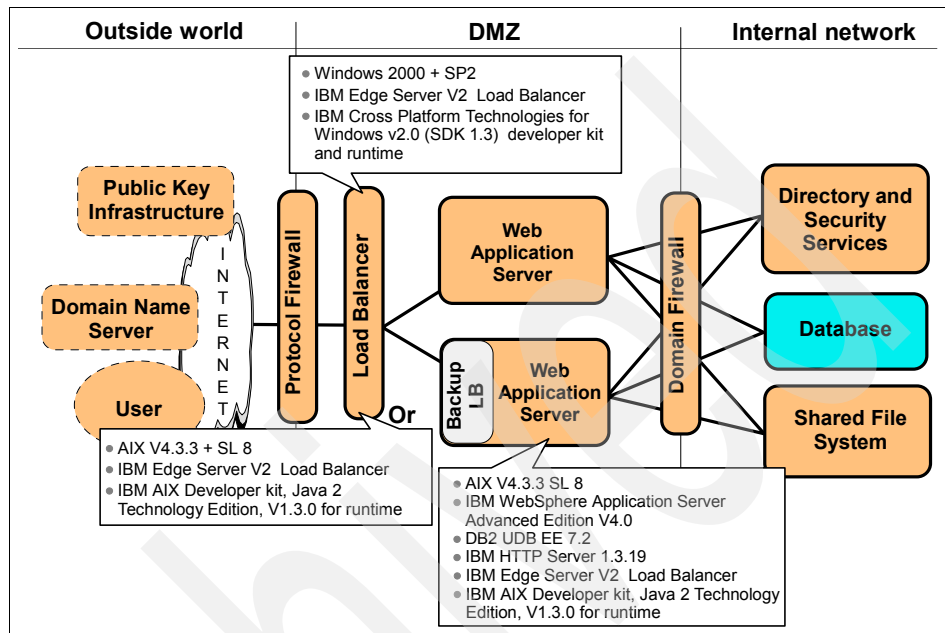 Outside world
DMZ
Internal network
● Windows 2000 + SP2
● IBM Edge Server V2 Load Balancer
● IBM Cross Platform Technologies for
Windows v2.0 (SDK 1.3) developer kit
and runtime
Public Key
Infrastructure
Domain Name
Server
User
INTERNET
Protocol Firewall
Load Balancer
Or
Web
Application
Server
Backup
LB
Web
Application
Server
Domain Firewall
Directory and
Security
Services
Database
Shared File
System
● AIX V4.3.3 + SL 8
● IBM Edge Server V2 Load Balancer
● IBM AIX Developer kit, Java 2
Technology Edition, V1.3.0 for runtime
● AIX V4.3.3 SL 8
● IBM WebSphere Application Server
Advanced Edition V4.0
● DB2 UDB EE 7.2
● IBM HTTP Server 1.3.19
● IBM Edge Server V2 Load Balancer
● IBM AIX Developer kit, Java 2 Technology
Edition, V1.3.0 for runtime